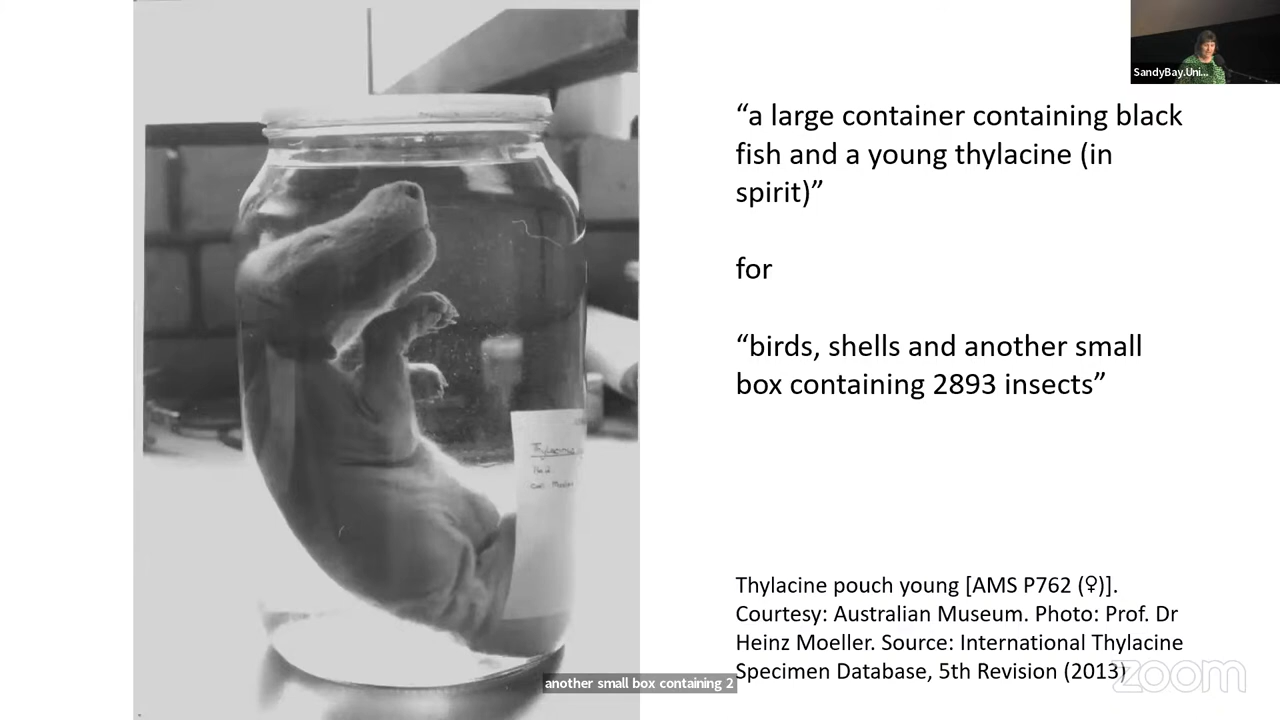 SandyBay.Uni...
“a large container containing black
fish and a young thylacine (in
spirit)”
for
“birds, shells and another small
box containing 2893 insects”
Thylacinus
Thylacine pouch young [AMS P762 (♀)].
Courtesy: Australian Museum. Photo: Prof. Dr
Heinz Moeller. Source: International Thylacine
Specimen Database, 5th Revision (2013)
another small box containing 2
zoom